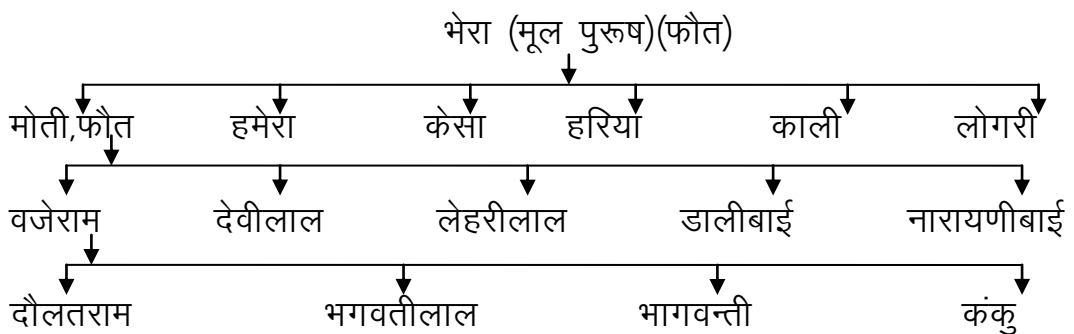 भेरा (मूल पुरूष)(फौत)
मोती,फौत हमेरा केसा हरिया काली लोगरी
वजेराम देवीलाल लेहरीलाल डालीबाई नारायणीबाई
दौलतराम भगवतीलाल भागवन्ती कंकु